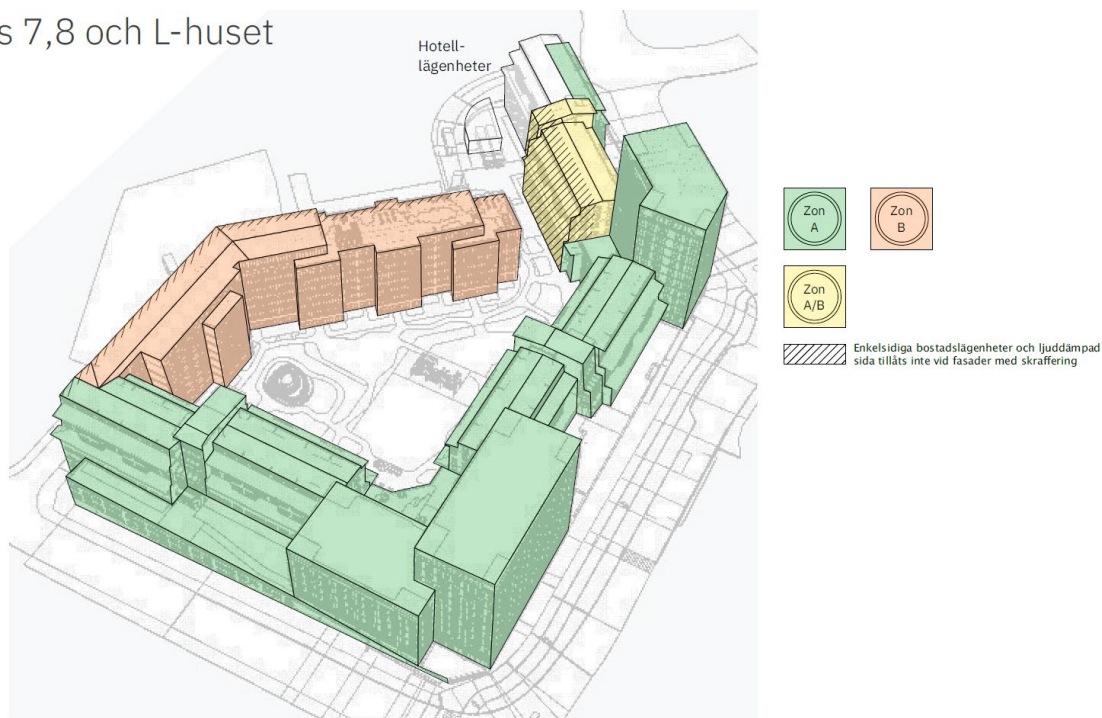 s 7,8 och L-huset
Hotell-
lägenheter
Zon
A
Zon
B
Zon
A/B
Enkelsidiga bostadslägenheter och ljuddämpad
sida tillåts inte vid fasader med skraffering